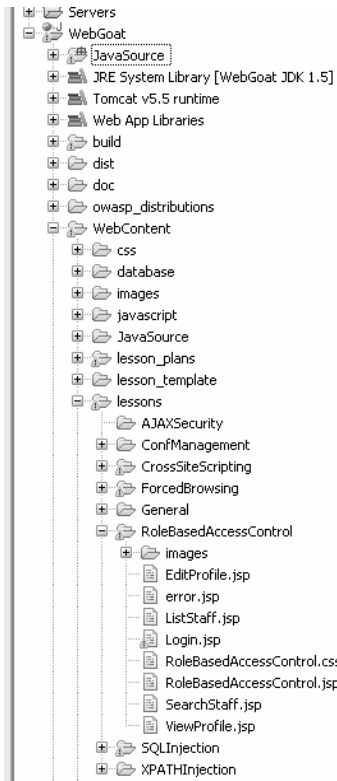 Servers
WebGoat
JavaSource
JRE System Library [WebGoat JDK 1.5]
Tomcat v5.5 runtime
Web App Libraries
build
dist
doc
owasp_distributions
WebContent
css
database
images
javascript
JavaSource
lesson_plans
lesson_template
lessons
AJAXSecurity
ConfManagement
CrossSiteScripting
ForcedBrowsing
General
RoleBasedAccessControl
images
EditProfile.jsp
error.jsp
ListStaff.jsp
Login.jsp
RoleBasedAccessControl.css
RoleBasedAccessControl.jsp
SearchStaff.jsp
ViewProfile.jsp
SQLInjection
XPATHInjection